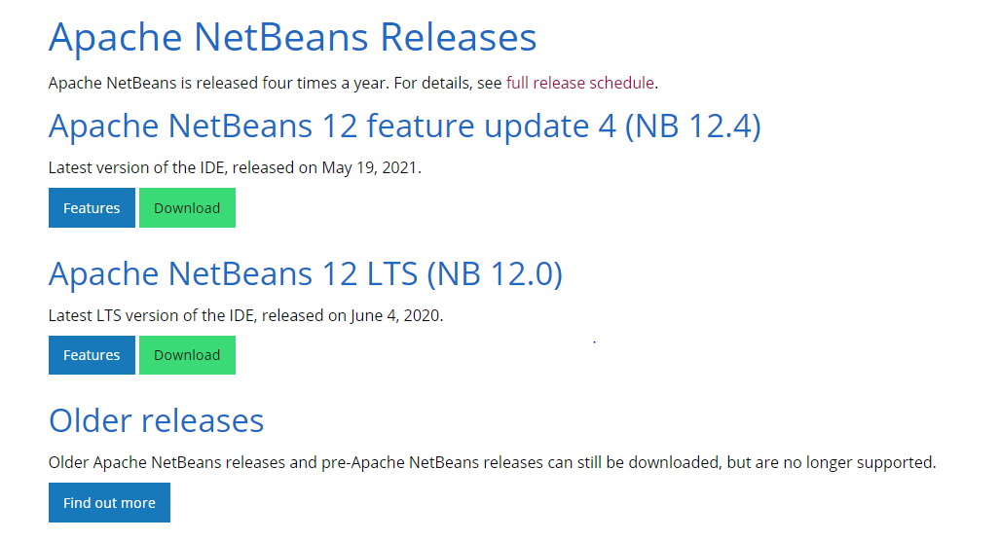 Apache NetBeans Releases
Apache NetBeans is released four times a year. For details, see full release schedule.
Apache NetBeans 12 feature update 4 (NB 12.4)
Latest version of the IDE, released on May 19, 2021.
Features Download
Apache NetBeans 12 LTS (NB 12.0)
Latest LTS version of the IDE, released on June 4, 2020.
Features Download
Older releases
Older Apache NetBeans releases and pre-Apache NetBeans releases can still be downloaded, but are no longer supported.
Find out more